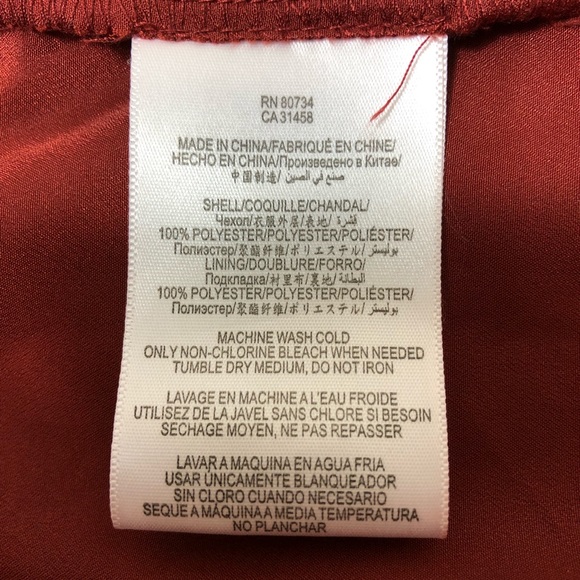 RN 80734
CA 31458
MADE IN CHINA/FABRIQUÉ EN CHINE/
HECHO EN CHINA/Произведено в Китае/
中国制造/ صنع في الصين/
SHELL/COQUILLE/CHANDAL/
Чехол/衣服外层/表地/ قشرة/
100% POLYESTER/POLYESTER/POLIÉSTER/
Полиэстер/聚酯纤维/ポリエステル/ بوليستر/
LINING/DOUBLURE/FORRO/
Подкладка/衬里布/裏地/ البطانة/
100% POLYESTER/POLYESTER/POLIÉSTER/
Полиэстер/聚酯纤维/ポリエステル/ بوليستر/
MACHINE WASH COLD
ONLY NON-CHLORINE BLEACH WHEN NEEDED
TUMBLE DRY MEDIUM, DO NOT IRON
LAVAGE EN MACHINE A L'EAU FROIDE
UTILISEZ DE LA JAVEL SANS CHLORE SI BESOIN
SECHAGE MOYEN, NE PAS REPASSER
LAVAR A MAQUINA EN AGUA FRIA
USAR ÚNICAMENTE BLANQUEADOR
SIN CLORO CUANDO NECESARIO
SEQUE A MÁQUINA A MEDIA TEMPERATURA
NO PLANCHAR